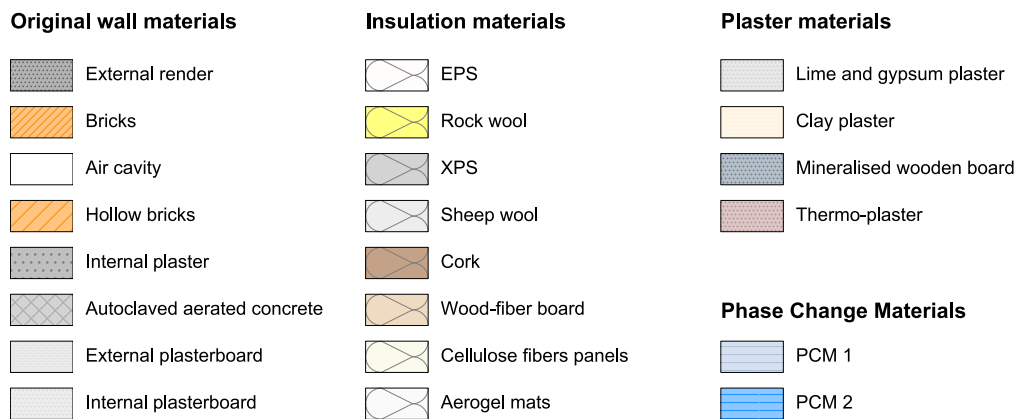 Original wall materials
External render
Bricks
Air cavity
Hollow bricks
Internal plaster
Autoclaved aerated concrete
External plasterboard
Internal plasterboard
Insulation materials
EPS
Rock wool
XPS
Sheep wool
Cork
Wood-fiber board
Cellulose fibers panels
Aerogel mats
Plaster materials
Lime and gypsum plaster
Clay plaster
Mineralised wooden board
Thermo-plaster
Phase Change Materials
PCM 1
PCM 2